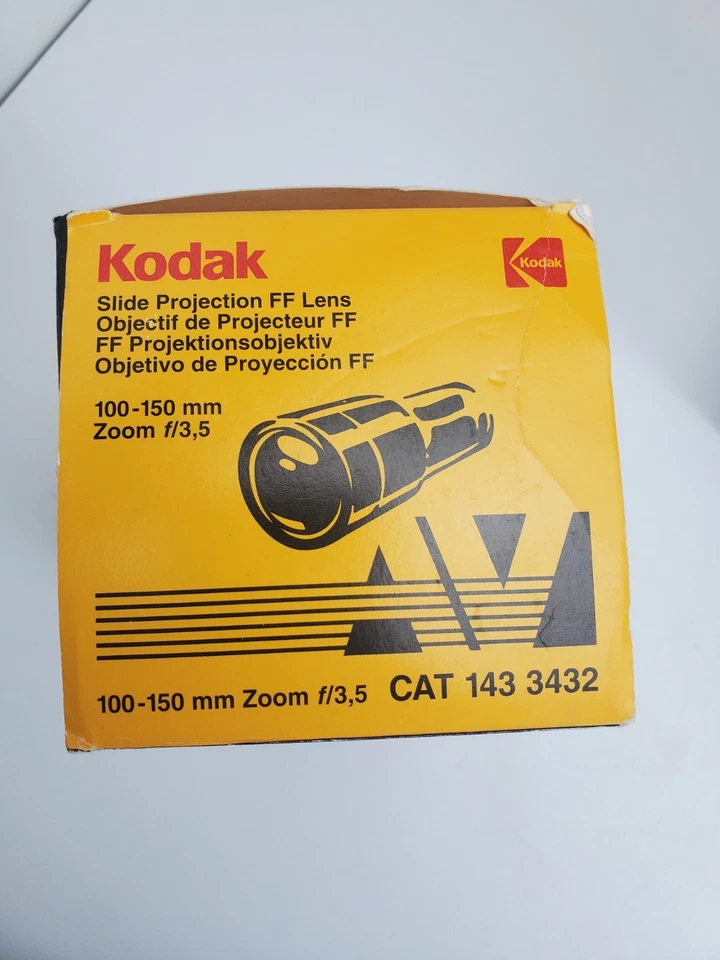 Kodak
Kodak
Slide Projection FF Lens
Objectif de Projecteur FF
FF Projektionsobjektiv
Objetivo de Proyección FF
100-150 mm
Zoom f/3,5
AV
100-150 mm Zoom f/3,5 CAT 143 3432